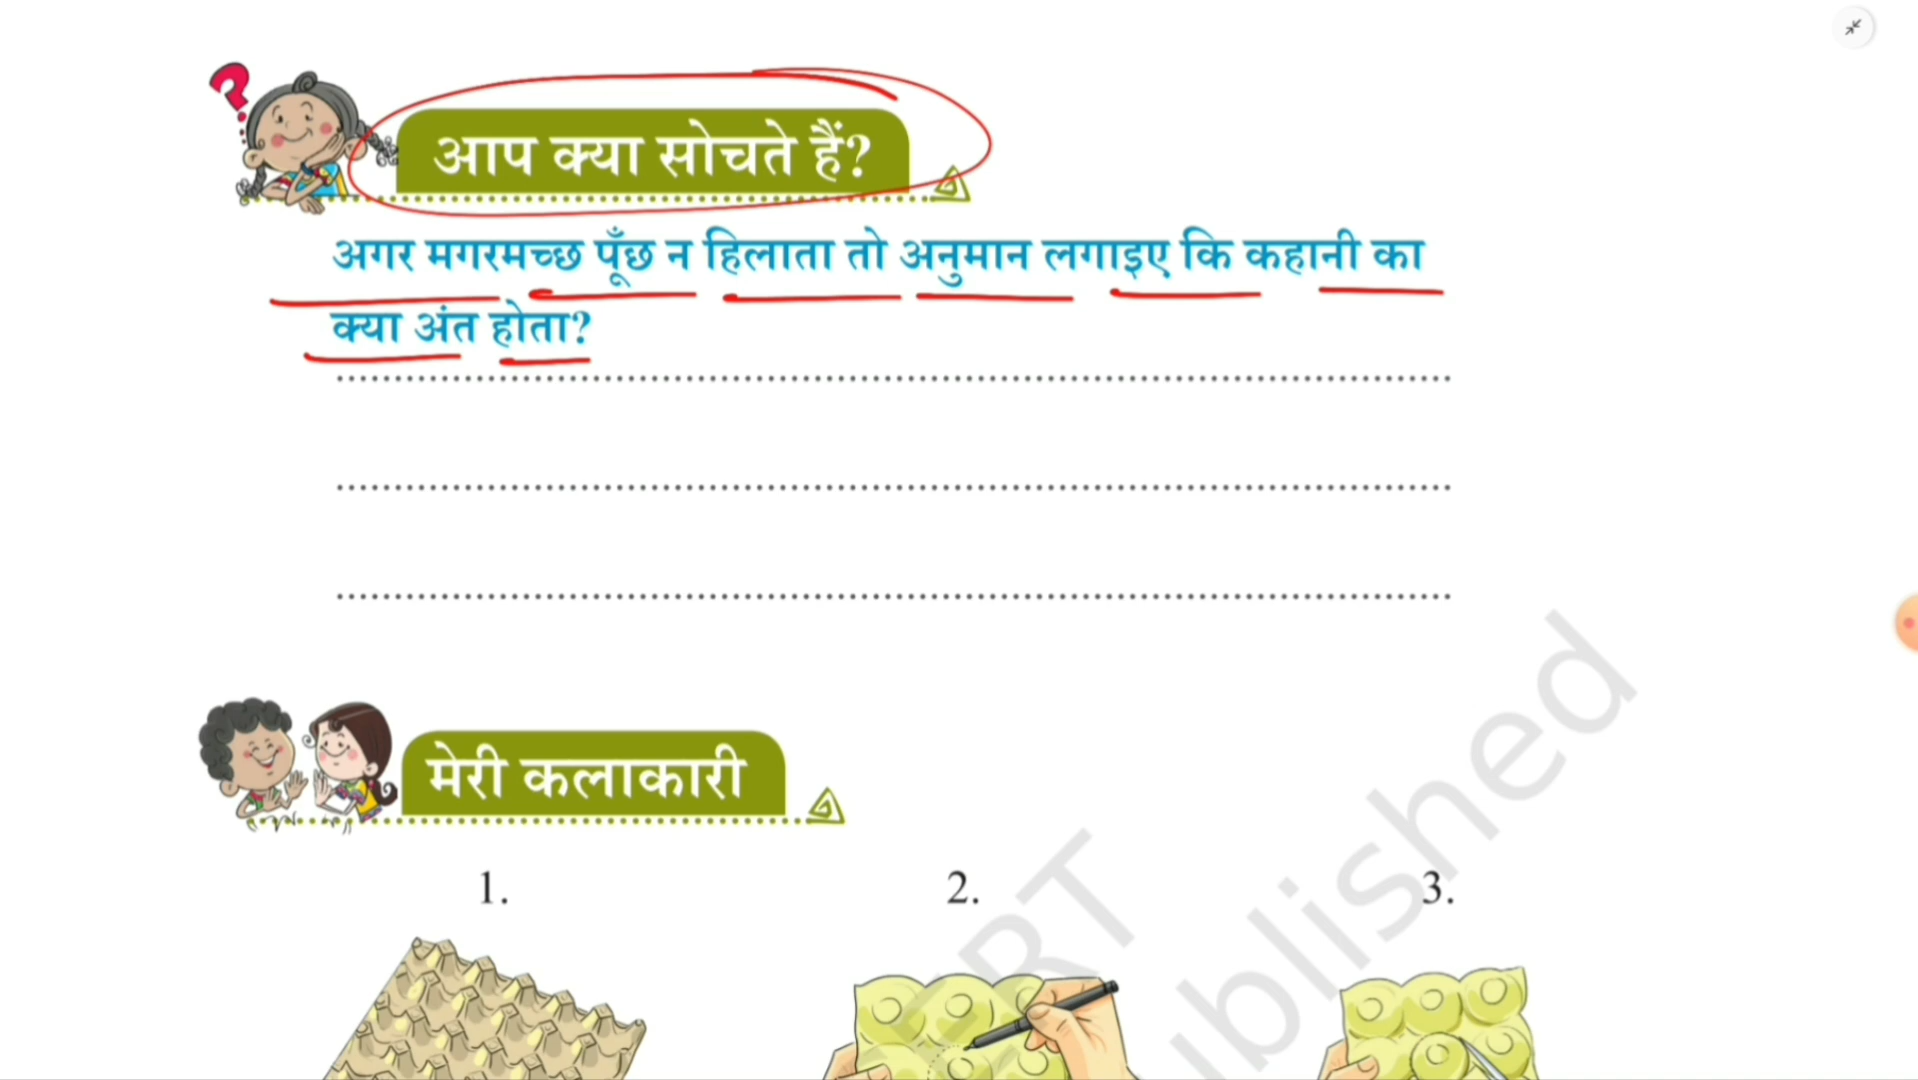 आप क्या सोचते हैं?
अगर मगरमच्छ पूँछ न हिलाता तो अनुमान लगाइए कि कहानी का
क्या अंत होता?
मेरी कलाकारी
1. 2. 3.